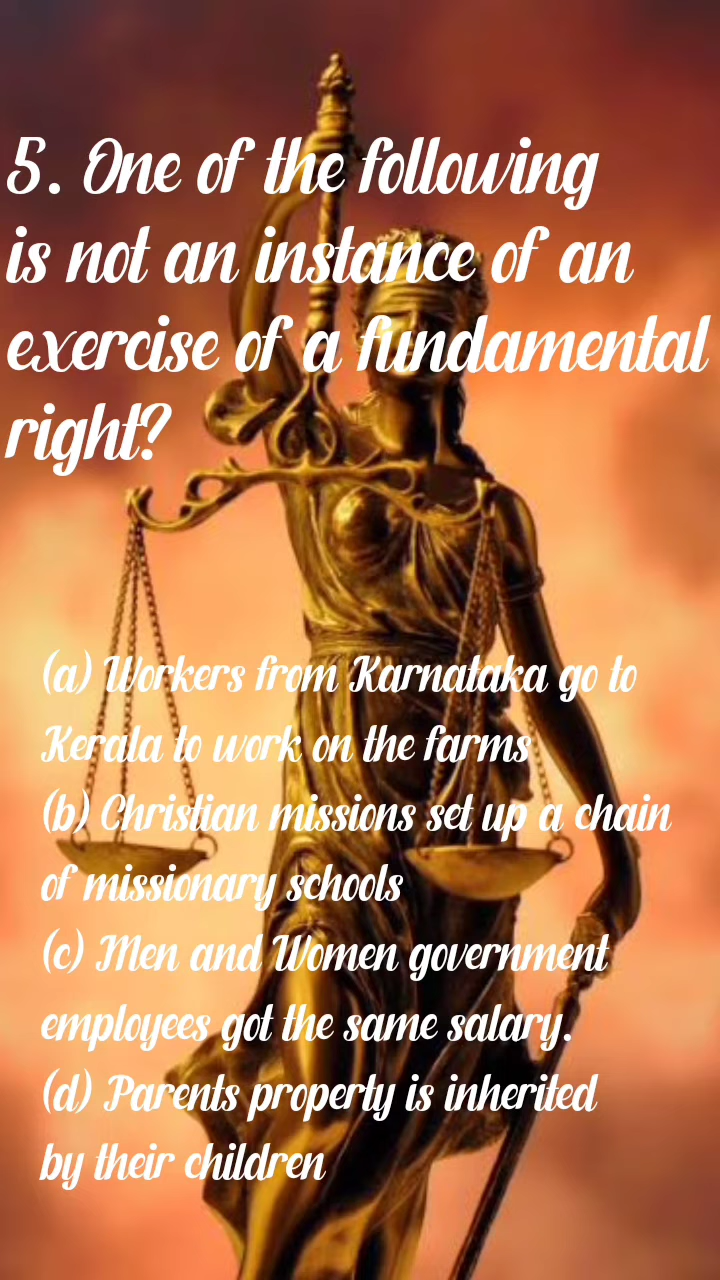 5. One of the following
is not an instance of an
exercise of a fundamental
right?
(a) Workers from Karnataka go to
Kerala to work on the farms
(b) Christian missions set up a chain
of missionary schools
(c) Men and Women government
employees got the same salary.
(d) Parents property is inherited
by their children